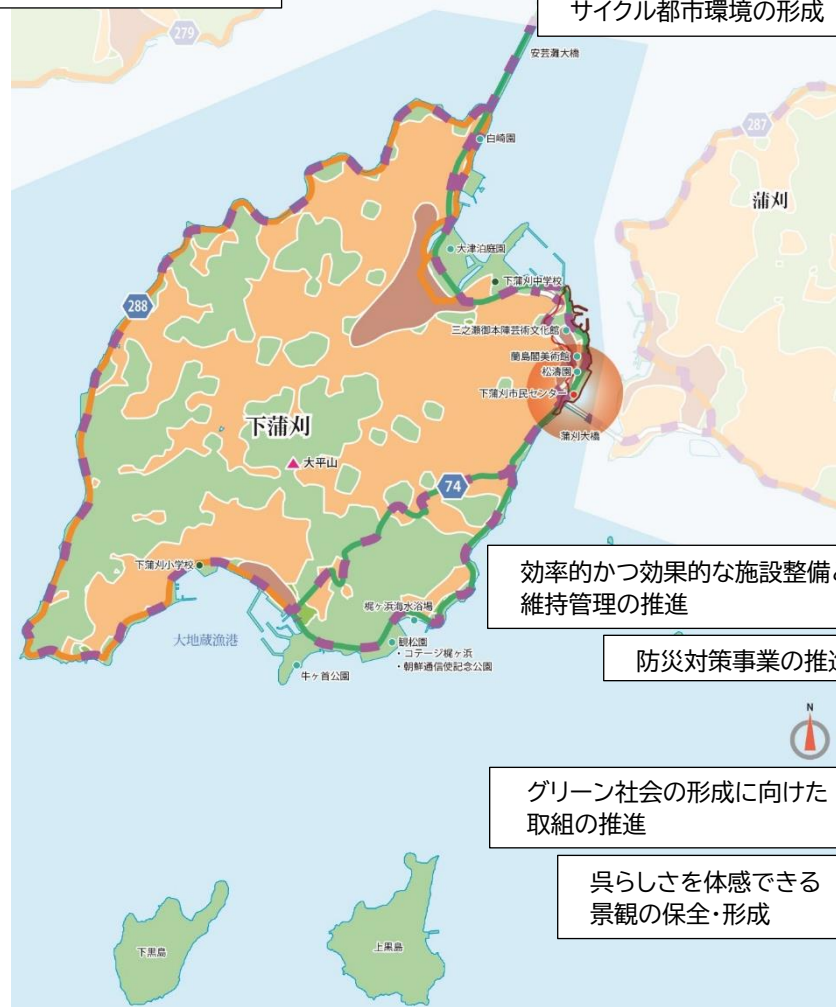 サイクル都市環境の形成
279
安芸灘大橋
白崎園
287
蒲刈
大津泊庭園
下蒲刈中学校
288
三之瀬御本陣芸術文化館
蘭島閣美術館
松濤園
下蒲刈市民センター
蒲刈大橋
下蒲刈
大平山
74
下蒲刈小学校
大地蔵漁港
梶ヶ浜海水浴場
観松園
・コテージ梶ヶ浜
・朝鮮通信使記念公園
牛ヶ首公園
効率的かつ効果的な施設整備
維持管理の推進
防災対策事業の推進
N
グリーン社会の形成に向けた
取組の推進
呉らしさを体感できる
景観の保全・形成
下黒島
上黒島